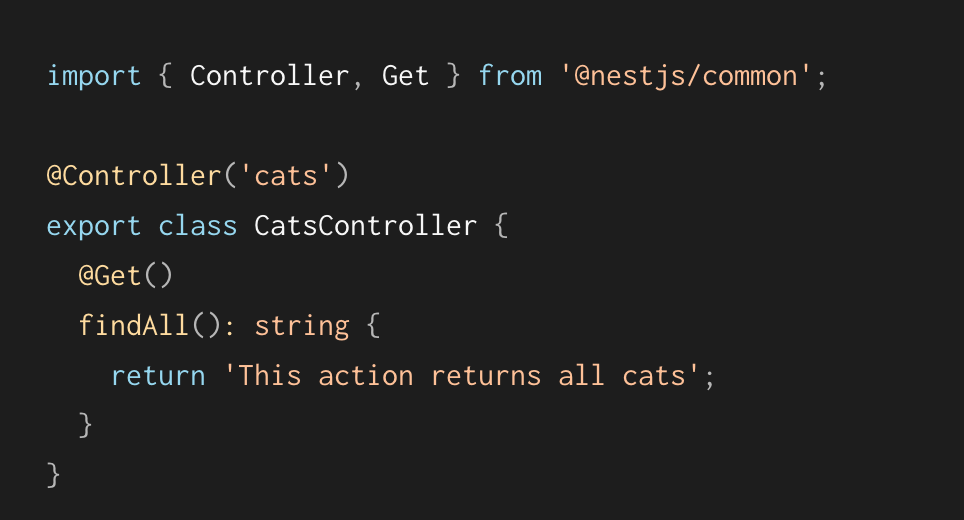 import { Controller, Get } from '@nestjs/common';

@Controller('cats')
export class CatsController {
  @Get()
  findAll(): string {
    return 'This action returns all cats';
  }
}